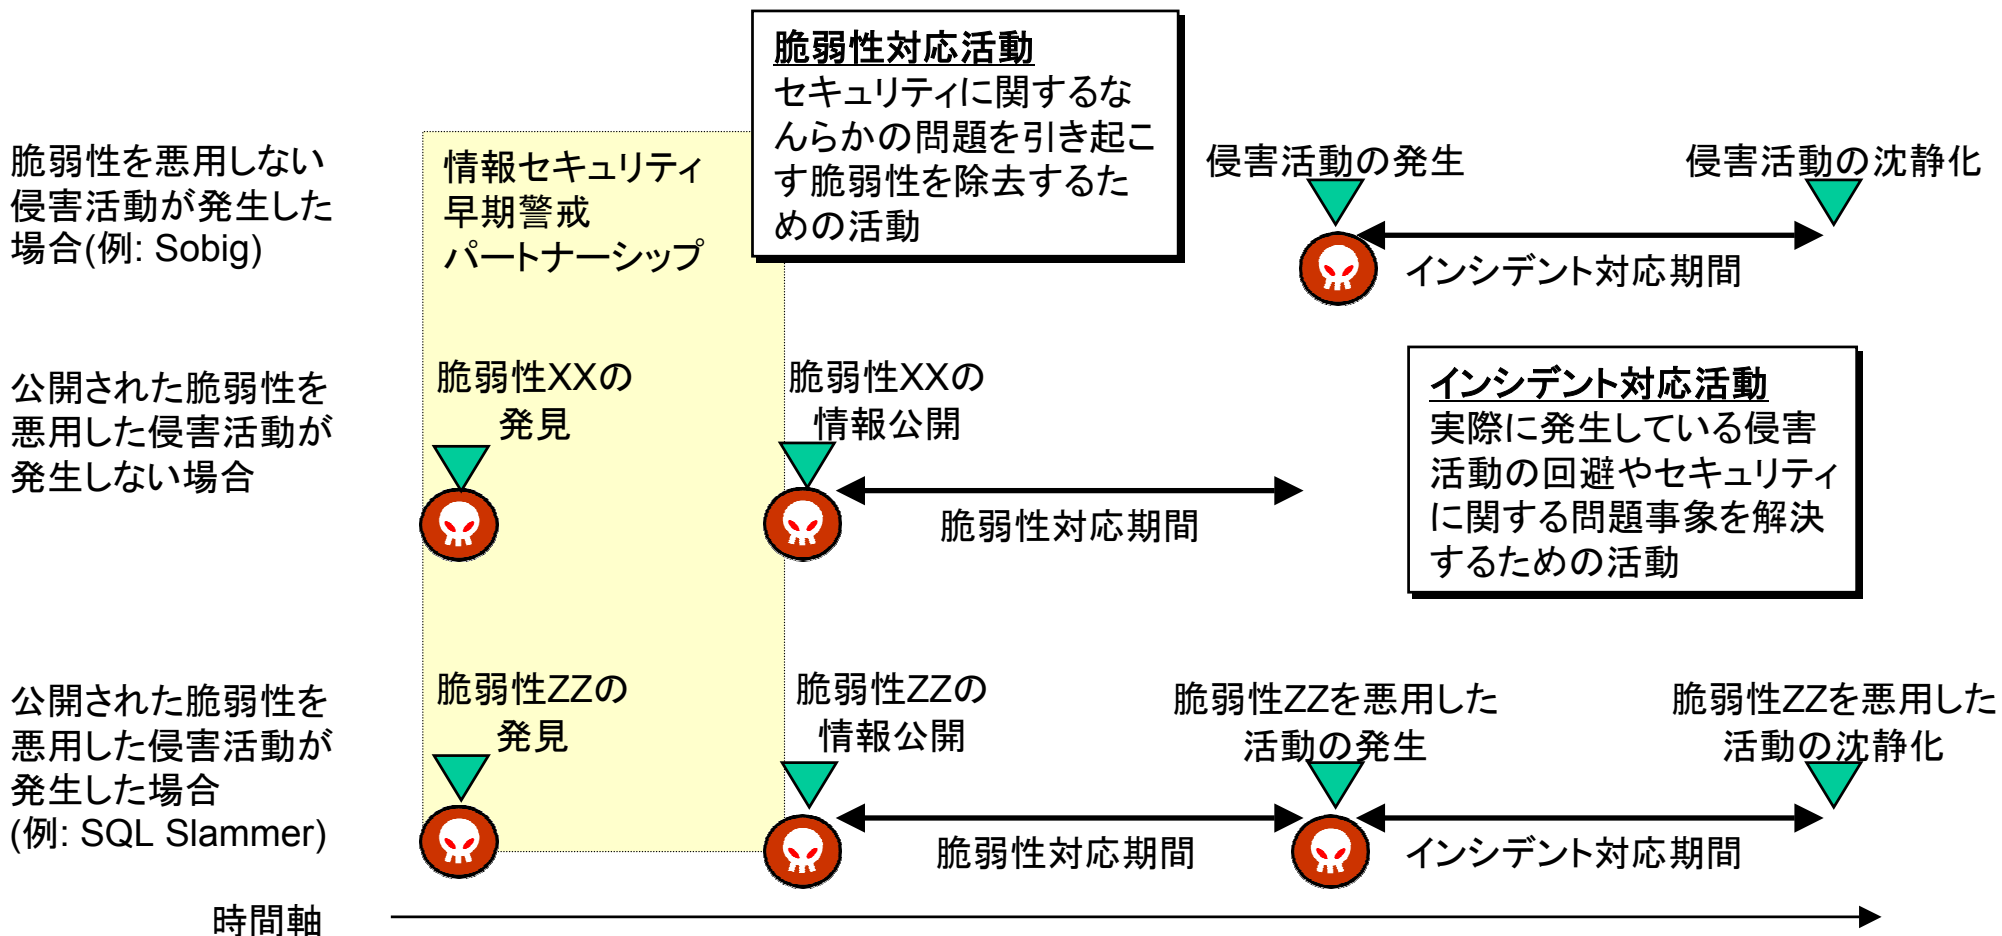 脆弱性対応活動
セキュリティに関するな
んらかの問題を引き起こ
す脆弱性を除去するた
めの活動
脆弱性を悪用しない
侵害活動が発生した
場合(例: Sobig)
情報セキュリティ
早期警戒
パートナーシップ
侵害活動の発生
侵害活動の沈静化
インシデント対応期間
公開された脆弱性を
悪用した侵害活動が
発生しない場合
脆弱性XXの
発見
脆弱性XXの
情報公開
脆弱性対応期間
インシデント対応活動
実際に発生している侵害
活動の回避やセキュリティ
に関する問題事象を解決
するための活動
公開された脆弱性を
悪用した侵害活動が
発生した場合
(例: SQL Slammer)
脆弱性ZZの
発見
脆弱性ZZの
情報公開
脆弱性ZZを悪用した
活動の発生
脆弱性ZZを悪用した
活動の沈静化
脆弱性対応期間
インシデント対応期間
時間軸